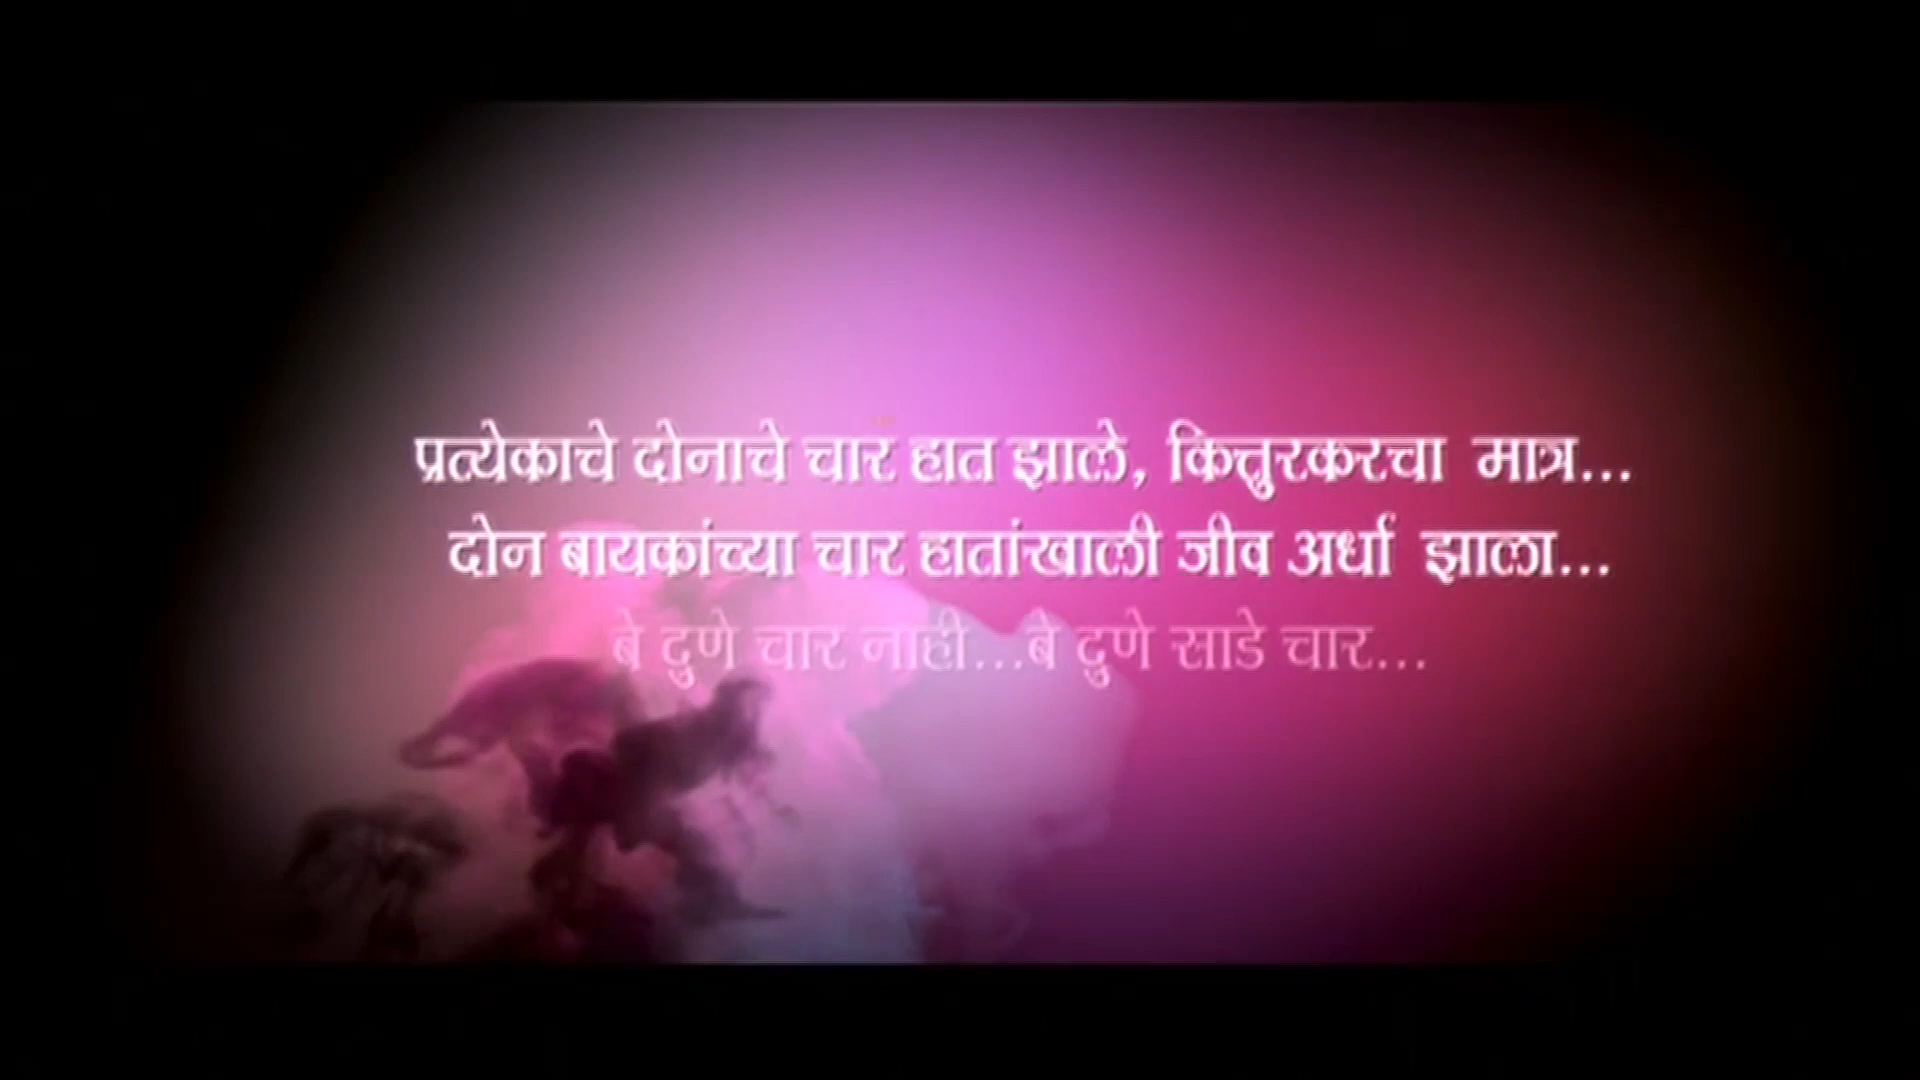 प्रत्येकाचे दोनाचे चार हात झाले, कित्तुरकरचा मात्र...
दोन बायकांच्या चार हातांखाली जीव अर्धा झाला...
बे दुणे चार नाही...बे दुणे साडे चार...